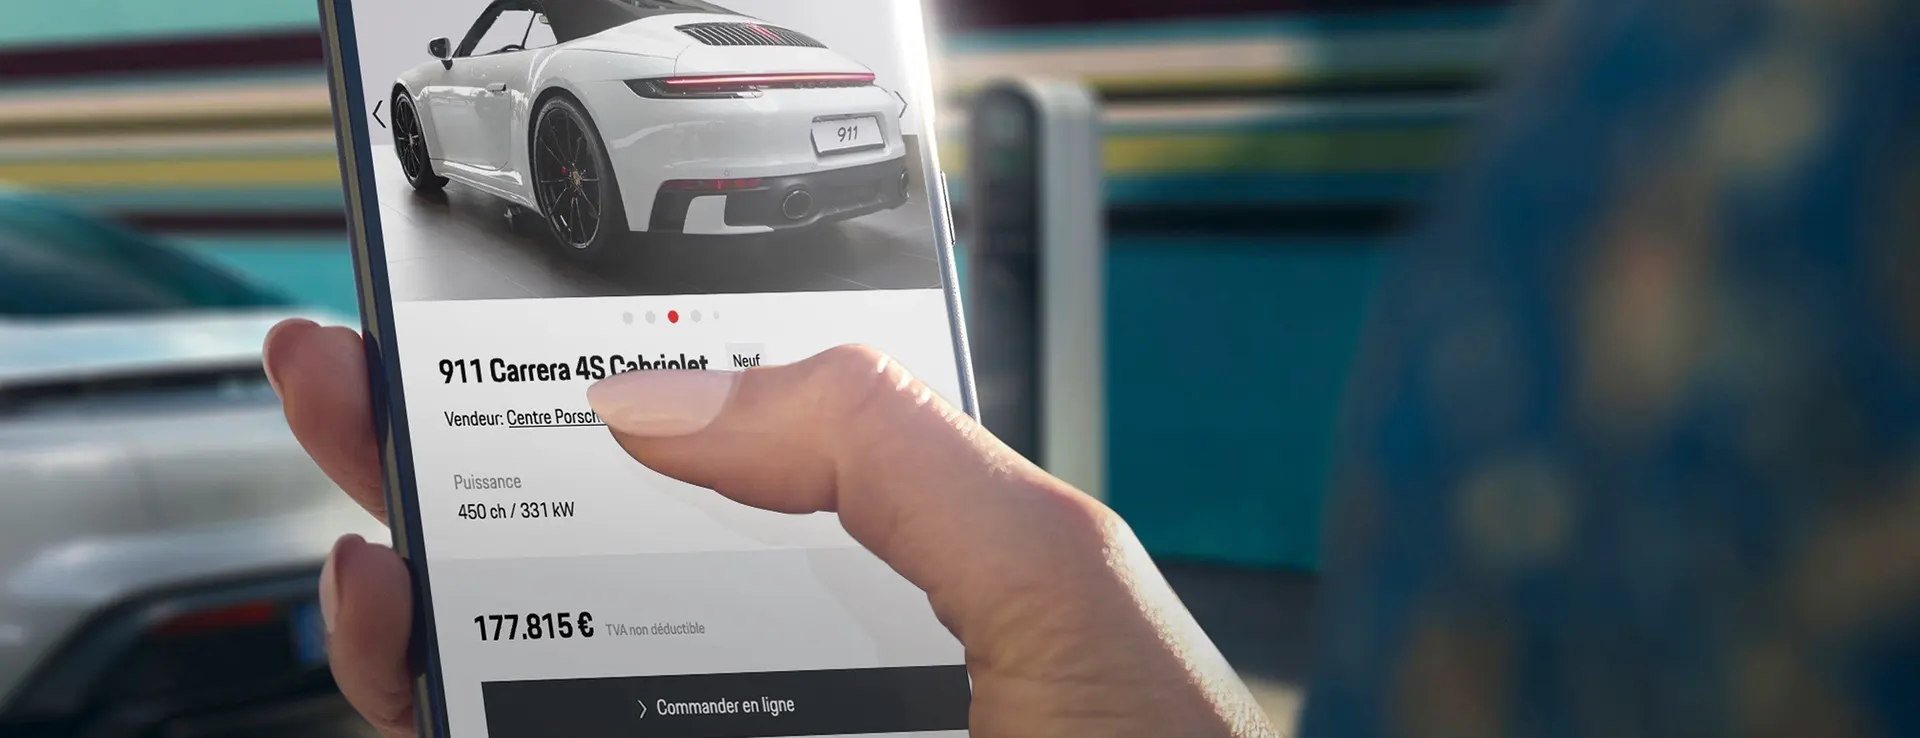 911
911 Carrera 4S Cabriolet
Neuf
Vendeur: Centre Porsch
Puissance
450 ch / 331 kW
177.815 €
TVA non déductible
Commander en ligne